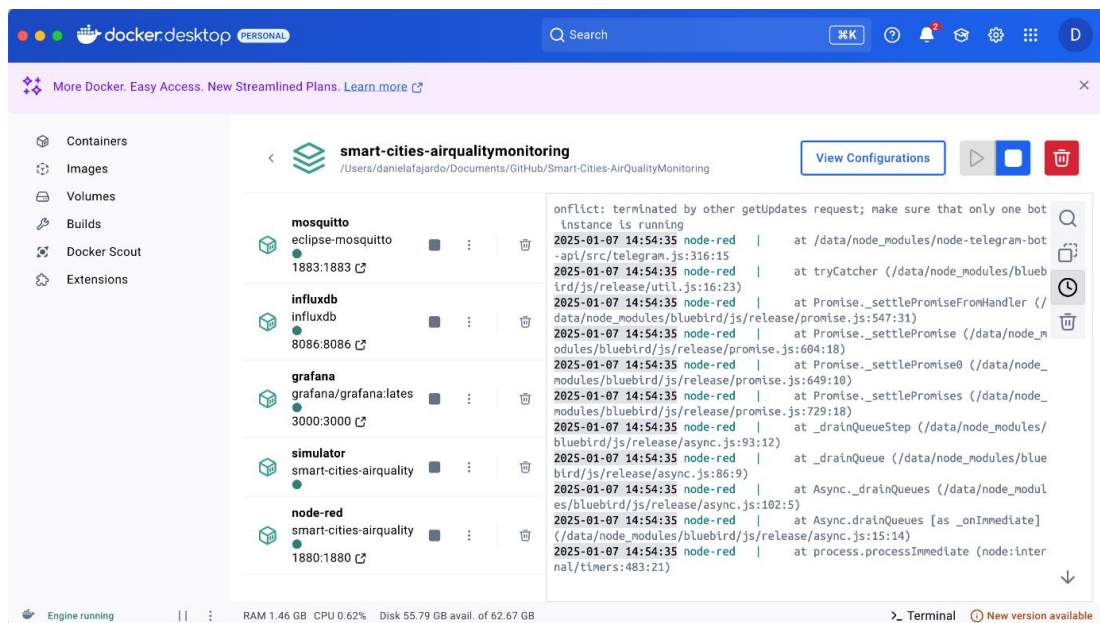 docker.desktop PERSONAL
Search
⌘K
2
D
More Docker. Easy Access. New Streamlined Plans. Learn more
Containers
Images
Volumes
Builds
Docker Scout
Extensions
smart-cities-airqualitymonitoring
/Users/danielafajardo/Documents/GitHub/Smart-Cities-AirQualityMonitoring
View Configurations
mosquitto
eclipse-mosquitto
1883:1883
influxdb
influxdb
8086:8086
grafana
grafana/grafana:lates
3000:3000
simulator
smart-cities-airquality
node-red
smart-cities-airquality
1880:1880
onflict: terminated by other getUpdates request; make sure that only one bot
instance is running
2025-01-07 14:54:35 node-red | at /data/node_modules/node-telegram-bot
-api/src/telegram.js:316:15
2025-01-07 14:54:35 node-red | at tryCatcher (/data/node_modules/blueb
ird/js/release/util.js:16:23)
2025-01-07 14:54:35 node-red | at Promise._settlePromiseFromHandler (/
data/node_modules/bluebird/js/release/promise.js:547:31)
2025-01-07 14:54:35 node-red | at Promise._settlePromise (/data/node_m
odules/bluebird/js/release/promise.js:604:18)
2025-01-07 14:54:35 node-red | at Promise._settlePromise0 (/data/node_
modules/bluebird/js/release/promise.js:649:10)
2025-01-07 14:54:35 node-red | at Promise._settlePromises (/data/node_
modules/bluebird/js/release/promise.js:729:18)
2025-01-07 14:54:35 node-red | at _drainQueueStep (/data/node_modules/
bluebird/js/release/async.js:93:12)
2025-01-07 14:54:35 node-red | at _drainQueue (/data/node_modules/blue
bird/js/release/async.js:86:9)
2025-01-07 14:54:35 node-red | at Async._drainQueues (/data/node_modul
es/bluebird/js/release/async.js:102:5)
2025-01-07 14:54:35 node-red | at Async.drainQueues [as _onImmediate]
(/data/node_modules/bluebird/js/release/async.js:15:14)
2025-01-07 14:54:35 node-red | at process.processImmediate (node:inter
nal/timers:483:21)
Engine running
RAM 1.46 GB CPU 0.62% Disk 55.79 GB avail. of 62.67 GB
>_ Terminal
New version available